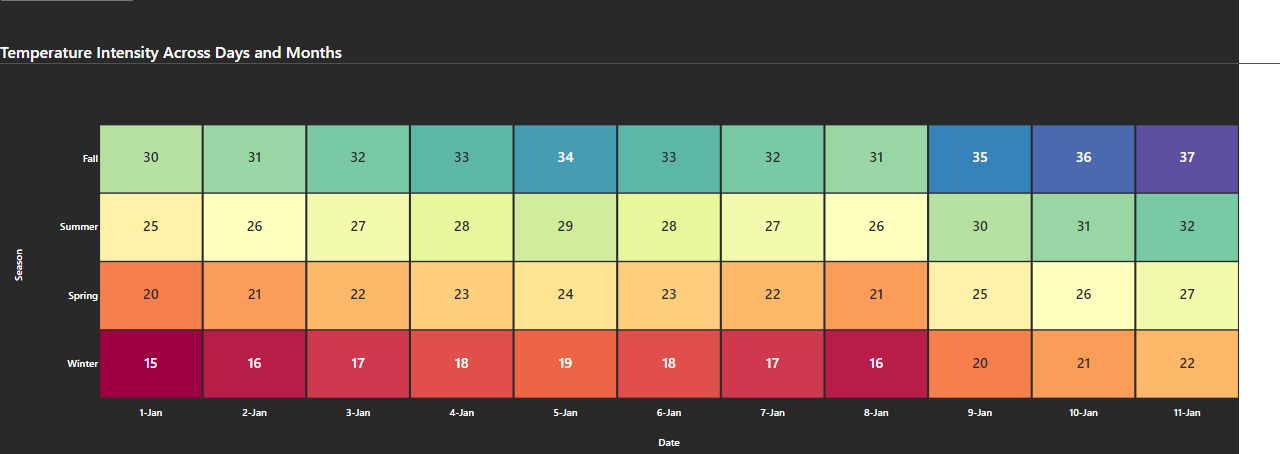 Temperature Intensity Across Days and Months
Fall 30 31 32 33 34 33 32 31 35 36 37
Summer 25 26 27 28 29 28 27 26 30 31 32
Season
Spring 20 21 22 23 24 23 22 21 25 26 27
Winter 15 16 17 18 19 18 17 16 20 21 22
1-Jan 2-Jan 3-Jan 4-Jan 5-Jan 6-Jan 7-Jan 8-Jan 9-Jan 10-Jan 11-Jan
Date